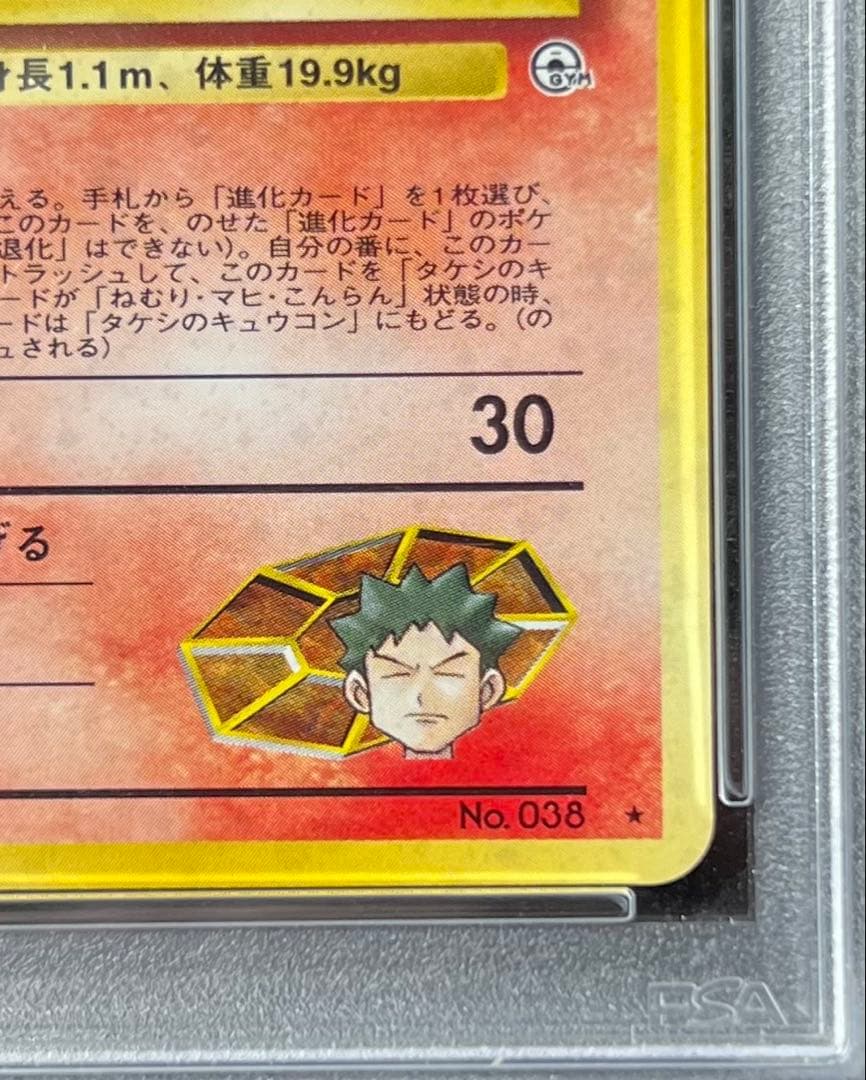 長1.1m、体重19.9kg
GYM
える。手札から「進化カード」を1枚選び、
このカードを、のせた「進化カード」のポケ
退化」はできない)。自分の番に、このカー
トラッシュして、このカードを「タケシのキ
ードが「ねむり・マヒ・こんらん」状態の時、
ードは「タケシのキュウコン」にもどる。(の
ュされる)
30
げる
No. 038 ★
PSA